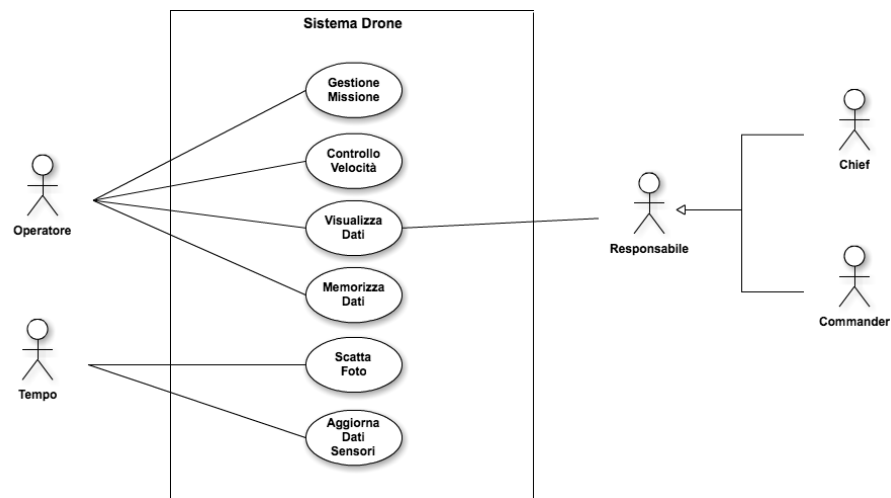 Sistema Drone
Gestione
Missione
Controllo
Velocità
Visualizza
Dati
Memorizza
Dati
Scatta
Foto
Aggiorna
Dati
Sensori
Operatore
Tempo
Responsabile
Chief
Commander